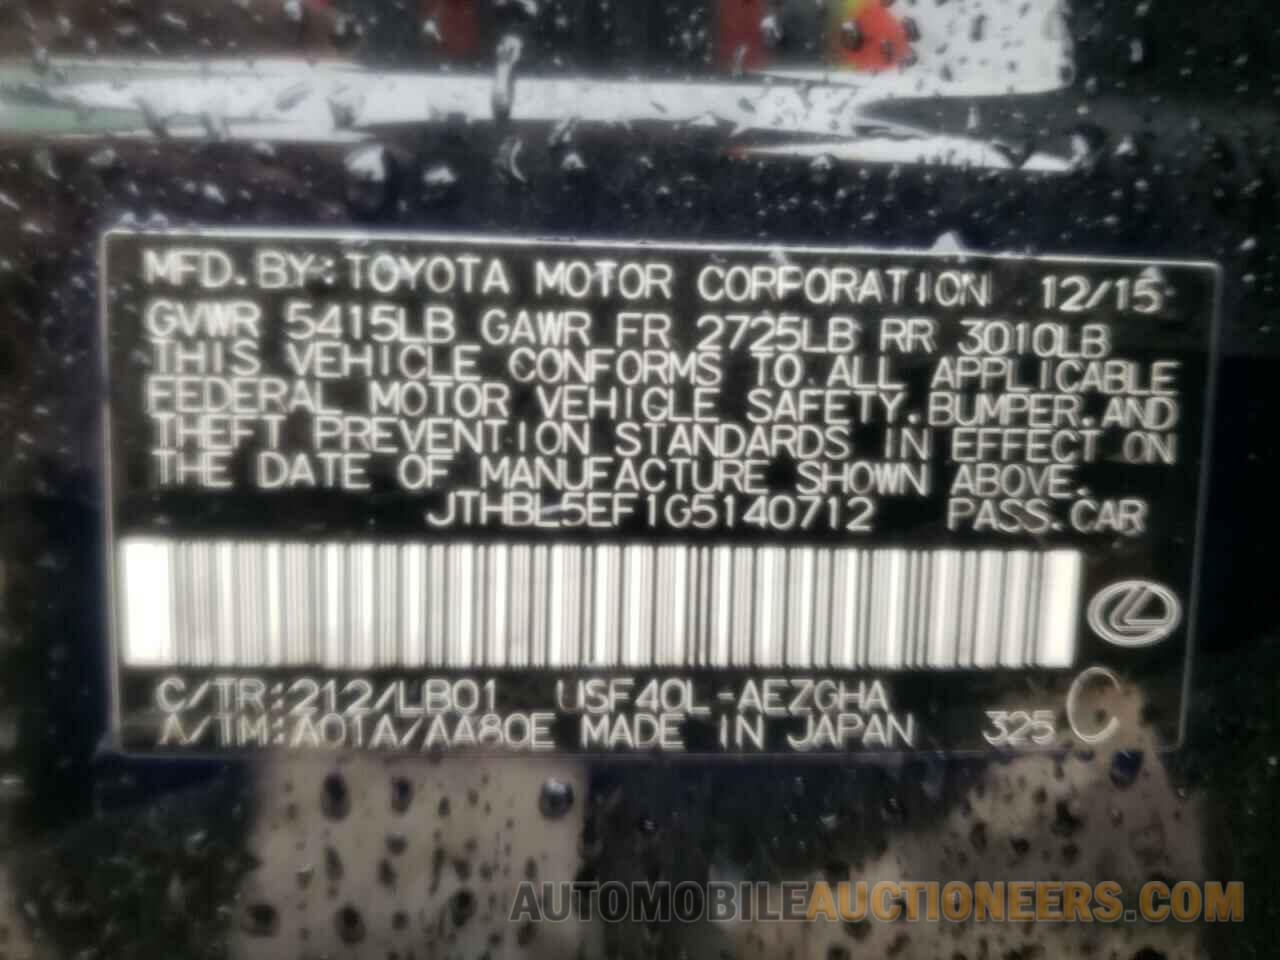 MFD.BY:TOYOTA MOTOR CORPORATION 12/15
GVWR 5415LB GAWR FR 2725LB RR 3010LB
THIS VEHICLE CONFORMS TO ALL APPLICABLE
FEDERAL MOTOR VEHICLE SAFETY,BUMPER,AND
THEFT PREVENTION STANDARDS IN EFFECT ON
THE DATE OF MANUFACTURE SHOWN ABOVE.
JTHBL5EF1G5140712 PASS.CAR
C/TR:212/LB01 USF40L-AEZGHA
A/TM:A01A/AA80E MADE IN JAPAN 325 C
AUTOMOBILEAUCTIONEERS.COM